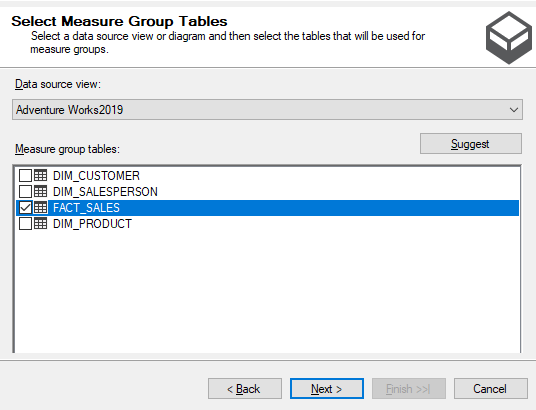 Select Measure Group Tables
Select a data source view or diagram and then select the tables that will be used for
measure groups.
Data source view:
Adventure Works2019
Measure group tables:
Suggest
DIM_CUSTOMER
DIM_SALESPERSON
FACT_SALES
DIM_PRODUCT
< Back
Next >
Finish >>|
Cancel